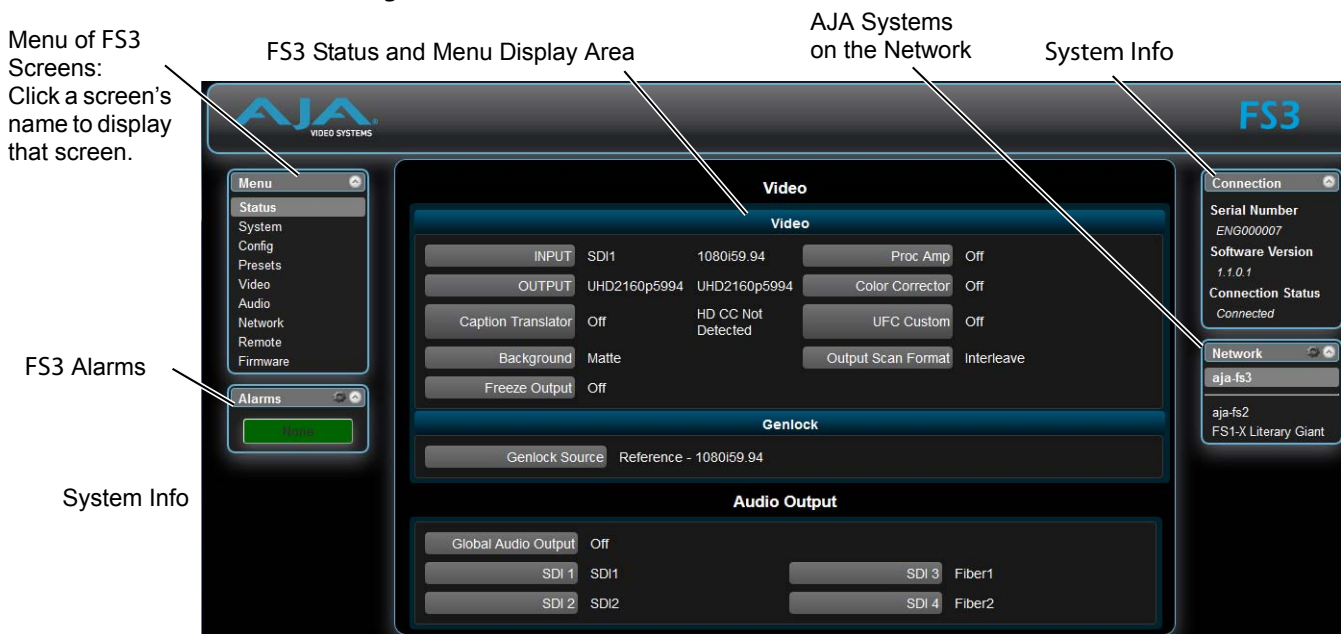 Menu of FS3
Screens:
Click a screen's
name to display
that screen.
FS3 Status and Menu Display Area
AJA Systems
on the Network
System Info
AJA
VIDEO SYSTEMS
FS3
Menu
Status
System
Config
Presets
Video
Audio
Network
Remote
Firmware
FS3 Alarms
Alarms
None
System Info
Video
Video
INPUT SDI1 1080i59.94 Proc Amp Off
OUTPUT UHD2160p5994 UHD2160p5994 Color Corrector Off
Caption Translator Off HD CC Not
Detected UFC Custom Off
Background Matte Output Scan Format Interleave
Freeze Output Off
Genlock
Genlock Source Reference - 1080i59.94
Audio Output
Global Audio Output Off
SDI 1 SDI1 SDI 3 Fiber1
SDI 2 SDI2 SDI 4 Fiber2
Connection
Serial Number
ENG000007
Software Version
1.1.0.1
Connection Status
Connected
Network
aja-fs3
aja-fs2
FS1-X Literary Giant